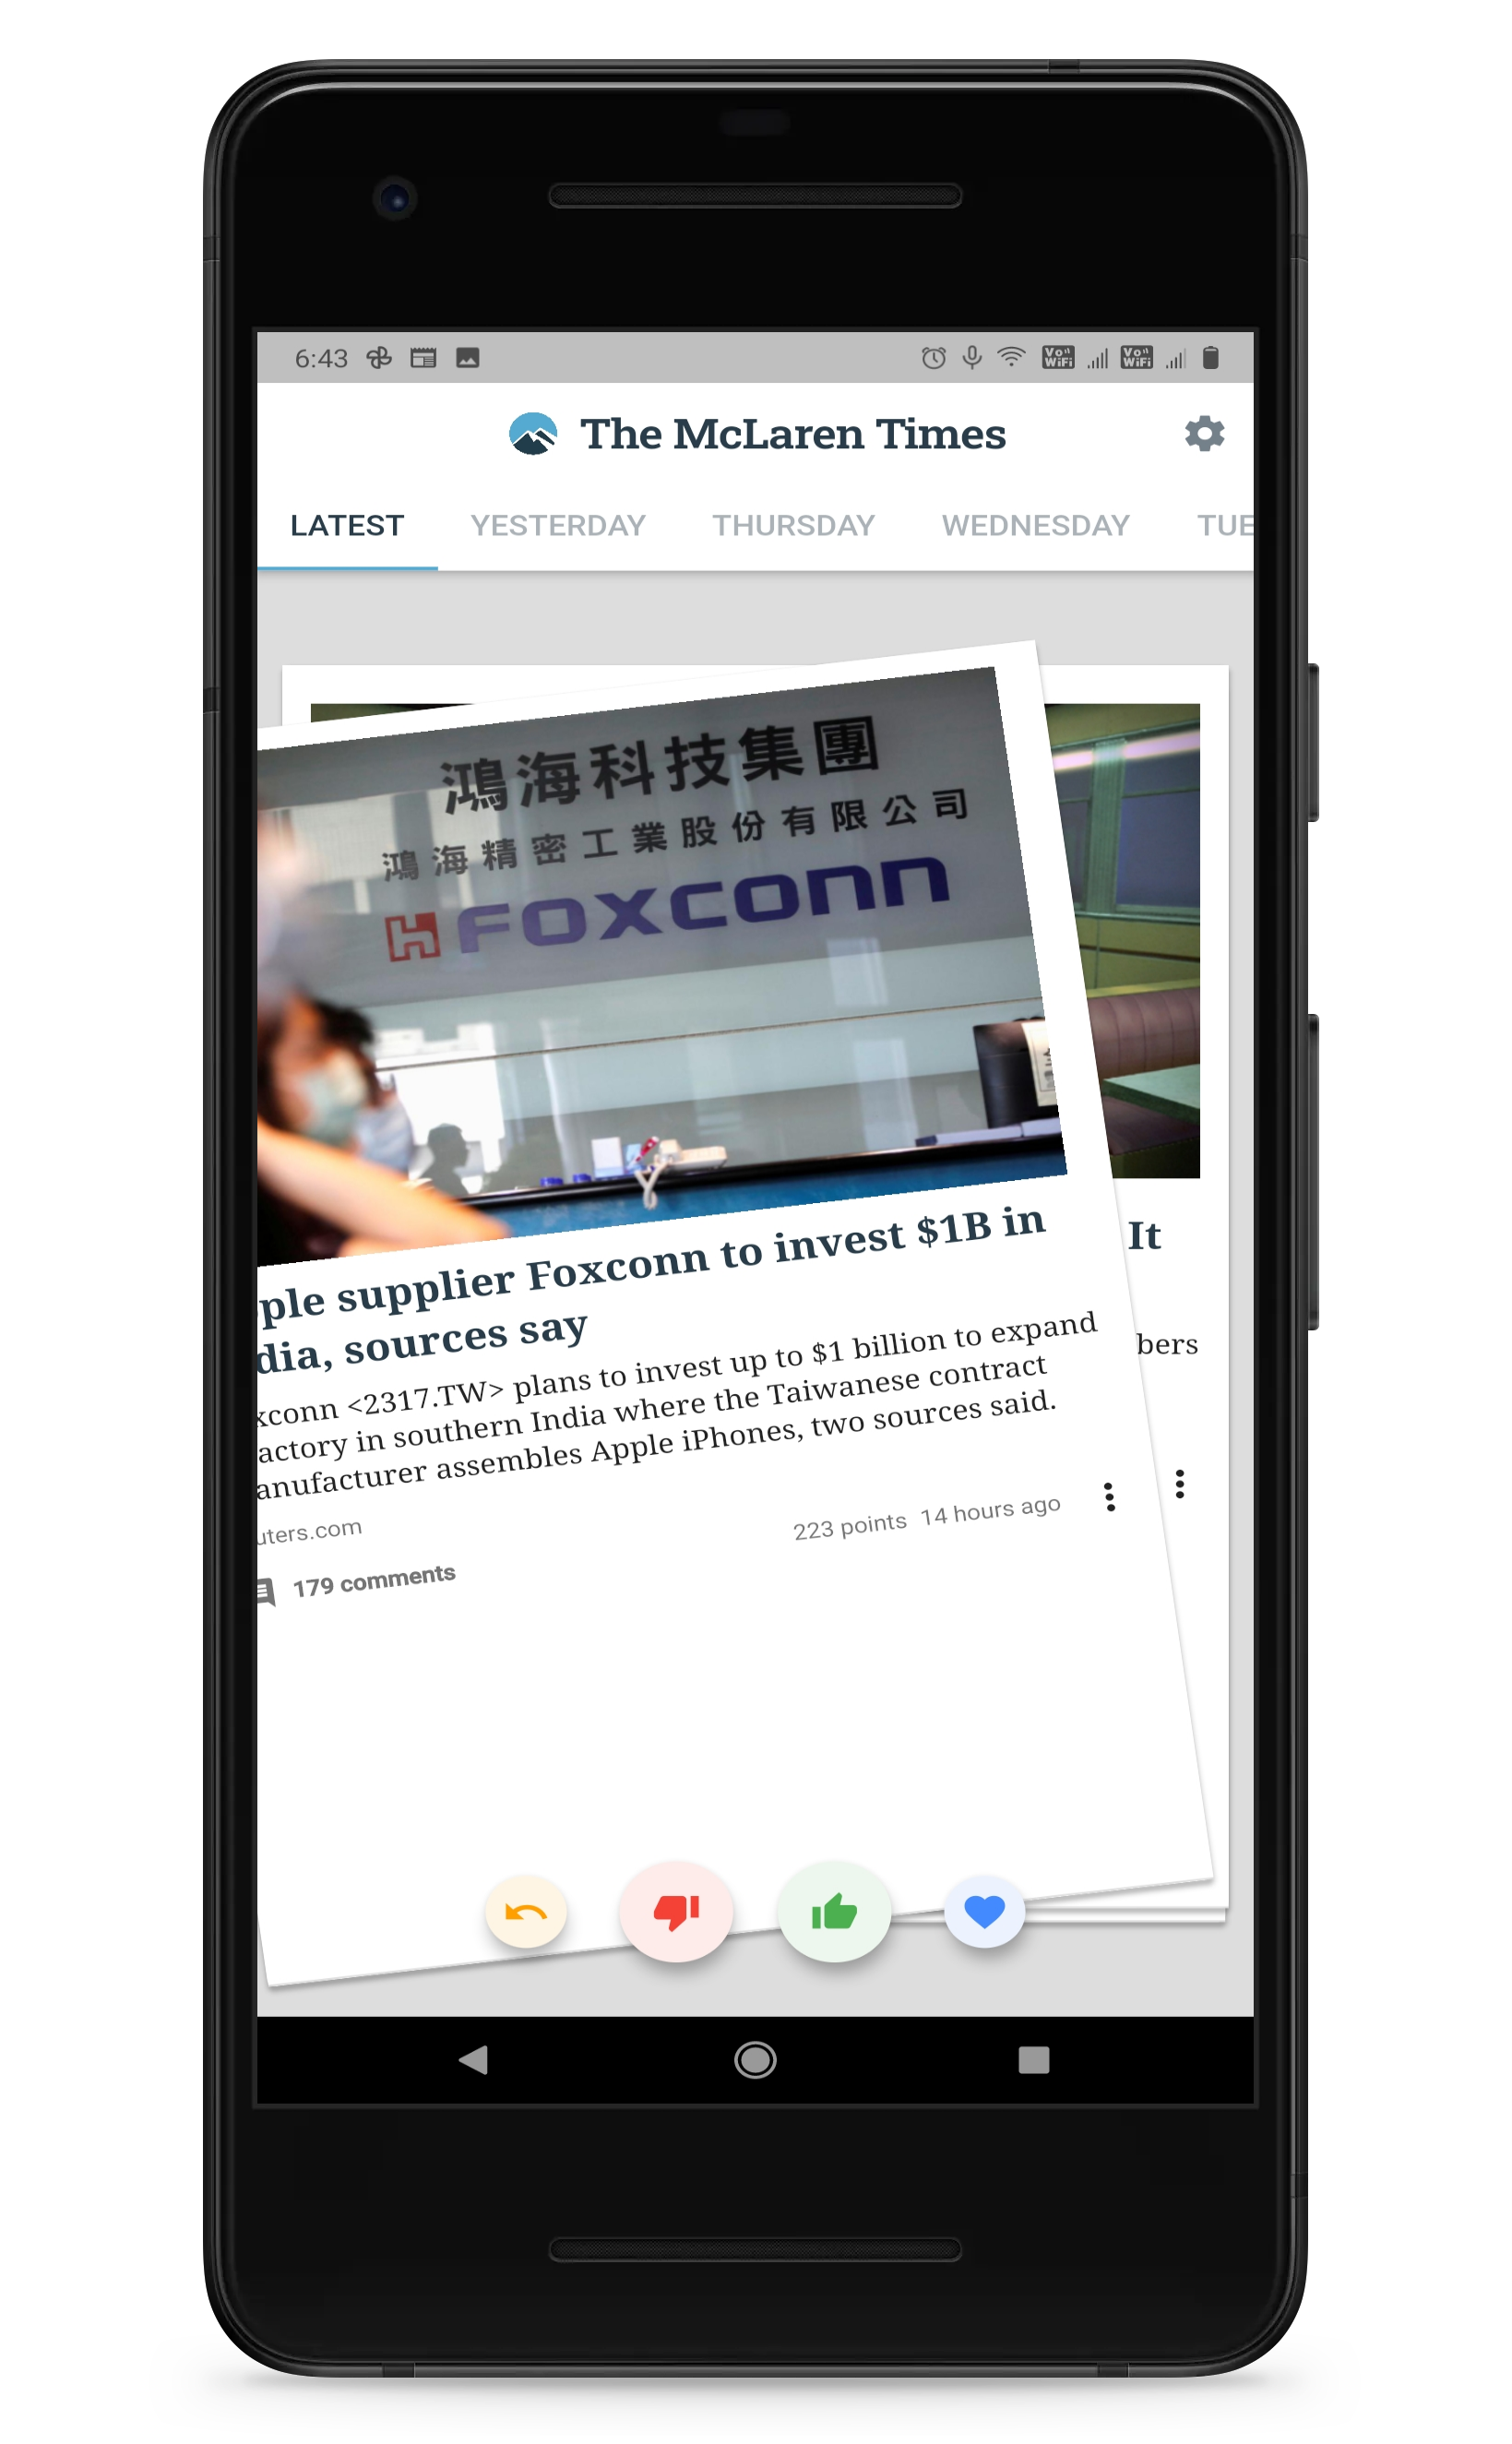 6:43
Vo WiFi
Vo WiFi
The McLaren Times
LATEST YESTERDAY THURSDAY WEDNESDAY TUE
鴻海科技集團
鴻海精密工業股份有限公司
FOXCONN
ple supplier Foxconn to invest $1B in
dia, sources say
xconn <2317.TW> plans to invest up to $1 billion to expand
actory in southern India where the Taiwanese contract
anufacturer assembles Apple iPhones, two sources said.
uters.com
223 points 14 hours ago
179 comments
It
bers